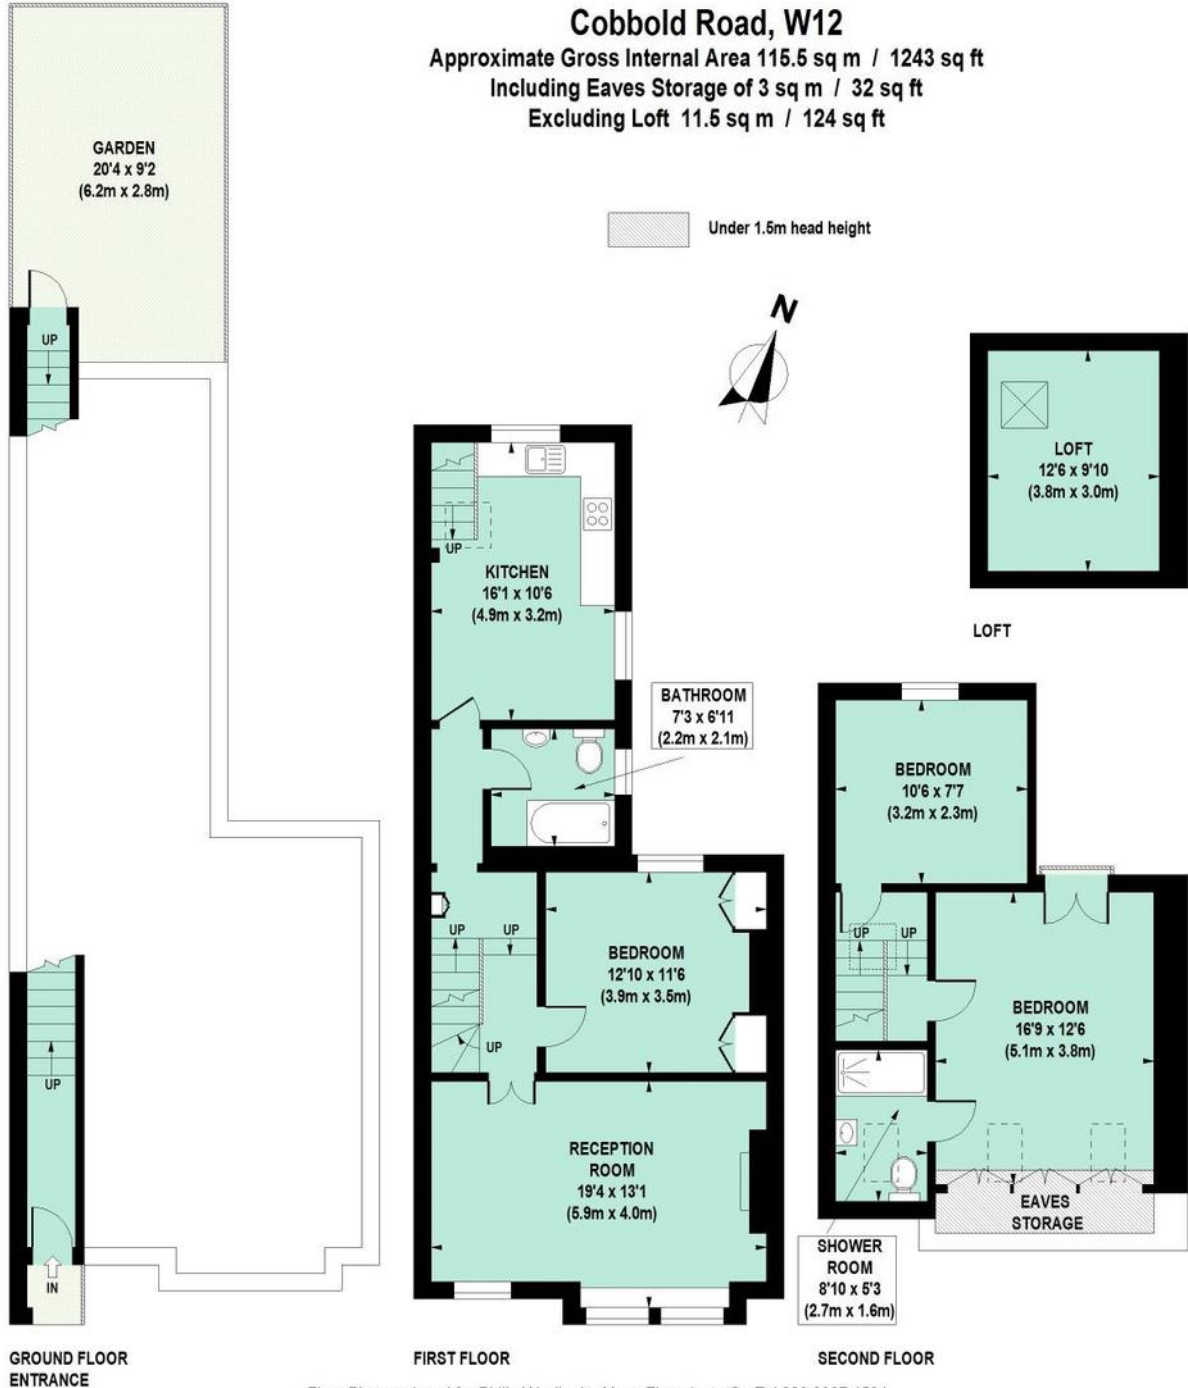 Cobbold Road, W12
Approximate Gross Internal Area 115.5 sq m / 1243 sq ft
Including Eaves Storage of 3 sq m / 32 sq ft
Excluding Loft 11.5 sq m / 124 sq ft
Under 1.5m head height
N
GARDEN
20'4 x 9'2
(6.2m x 2.8m)
UP
UP
IN
GROUND FLOOR
ENTRANCE
UP
KITCHEN
16'1 x 10'6
(4.9m x 3.2m)
BATHROOM
7'3 x 6'11
(2.2m x 2.1m)
UP
UP
UP
BEDROOM
12'10 x 11'6
(3.9m x 3.5m)
RECEPTION
ROOM
19'4 x 13'1
(5.9m x 4.0m)
FIRST FLOOR
LOFT
12'6 x 9'10
(3.8m x 3.0m)
LOFT
BEDROOM
10'6 x 7'7
(3.2m x 2.3m)
UP
UP
BEDROOM
16'9 x 12'6
(5.1m x 3.8m)
EAVES
STORAGE
SHOWER
ROOM
8'10 x 5'3
(2.7m x 1.6m)
SECOND FLOOR